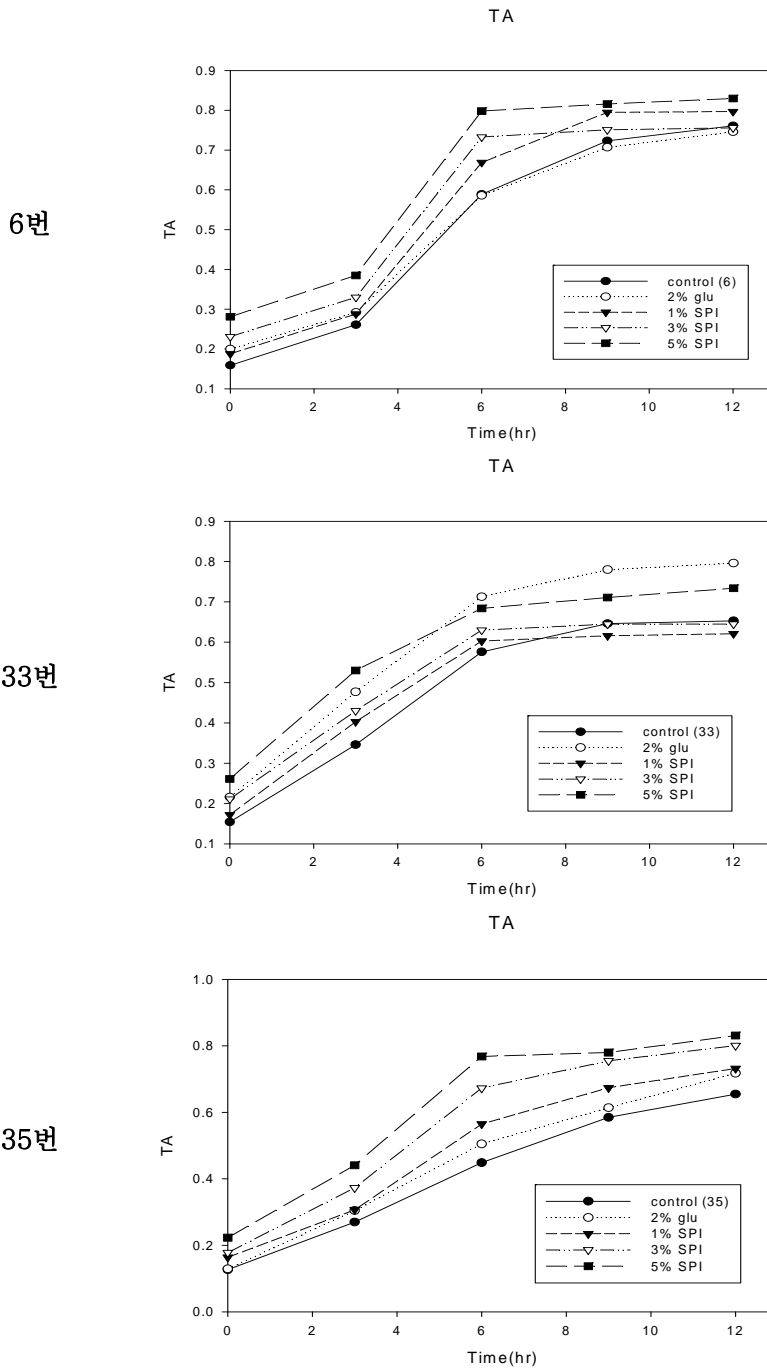 TA
6번
TA
0.9
0.8
0.7
0.6
0.5
0.4
0.3
0.2
0.1
control (6)
2% glu
1% SPI
3% SPI
5% SPI
0 2 4 6 8 10 12
Time(hr)
TA
33번
TA
0.9
0.8
0.7
0.6
0.5
0.4
0.3
0.2
0.1
control (33)
2% glu
1% SPI
3% SPI
5% SPI
0 2 4 6 8 10 12
Time(hr)
TA
35번
TA
1.0
0.8
0.6
0.4
0.2
0.0
control (35)
2% glu
1% SPI
3% SPI
5% SPI
0 2 4 6 8 10 12
Time(hr)